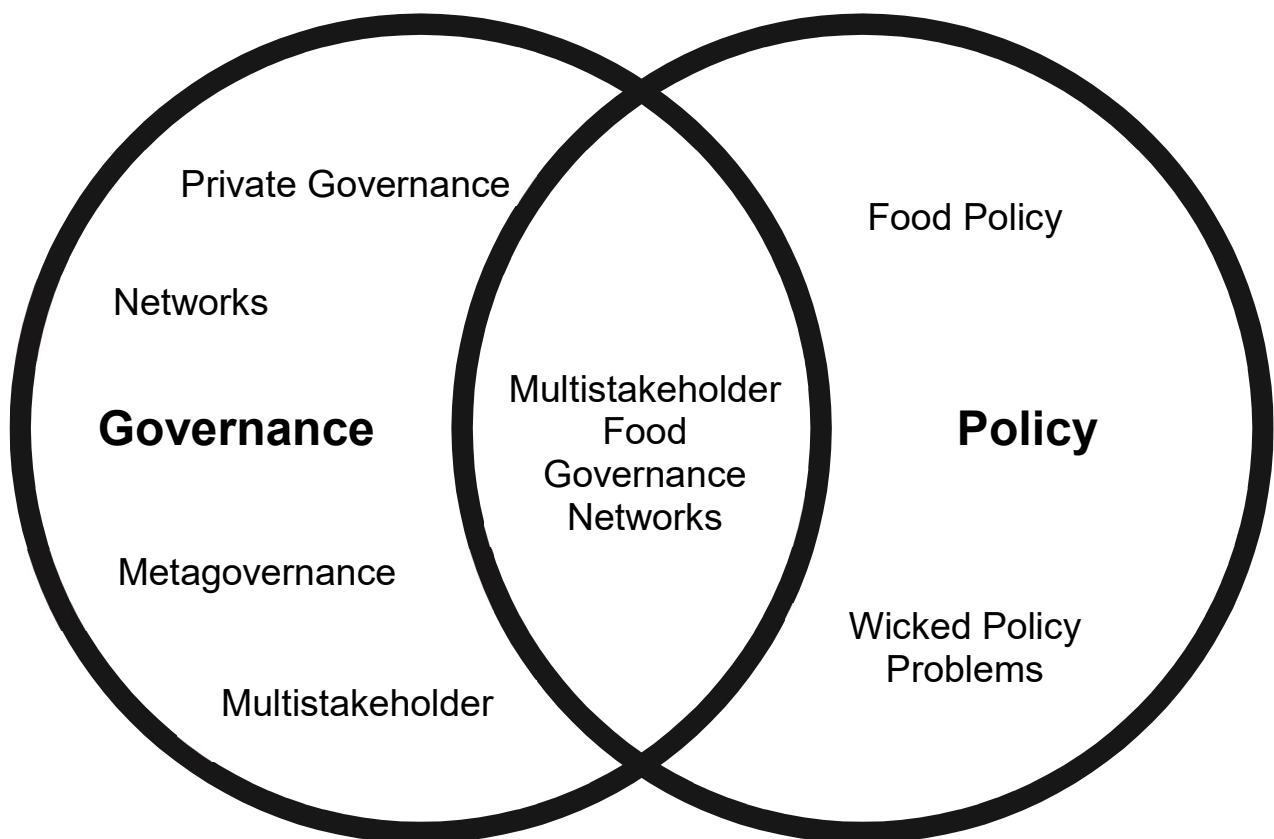 Private Governance
Networks
Governance
Metagovernance
Multistakeholder
Multistakeholder
Food
Governance
Networks
Food Policy
Policy
Wicked Policy
Problems